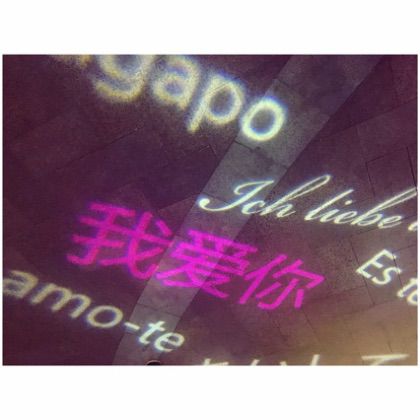 agapo
Ich liebe
我爱你
Es
amo-te